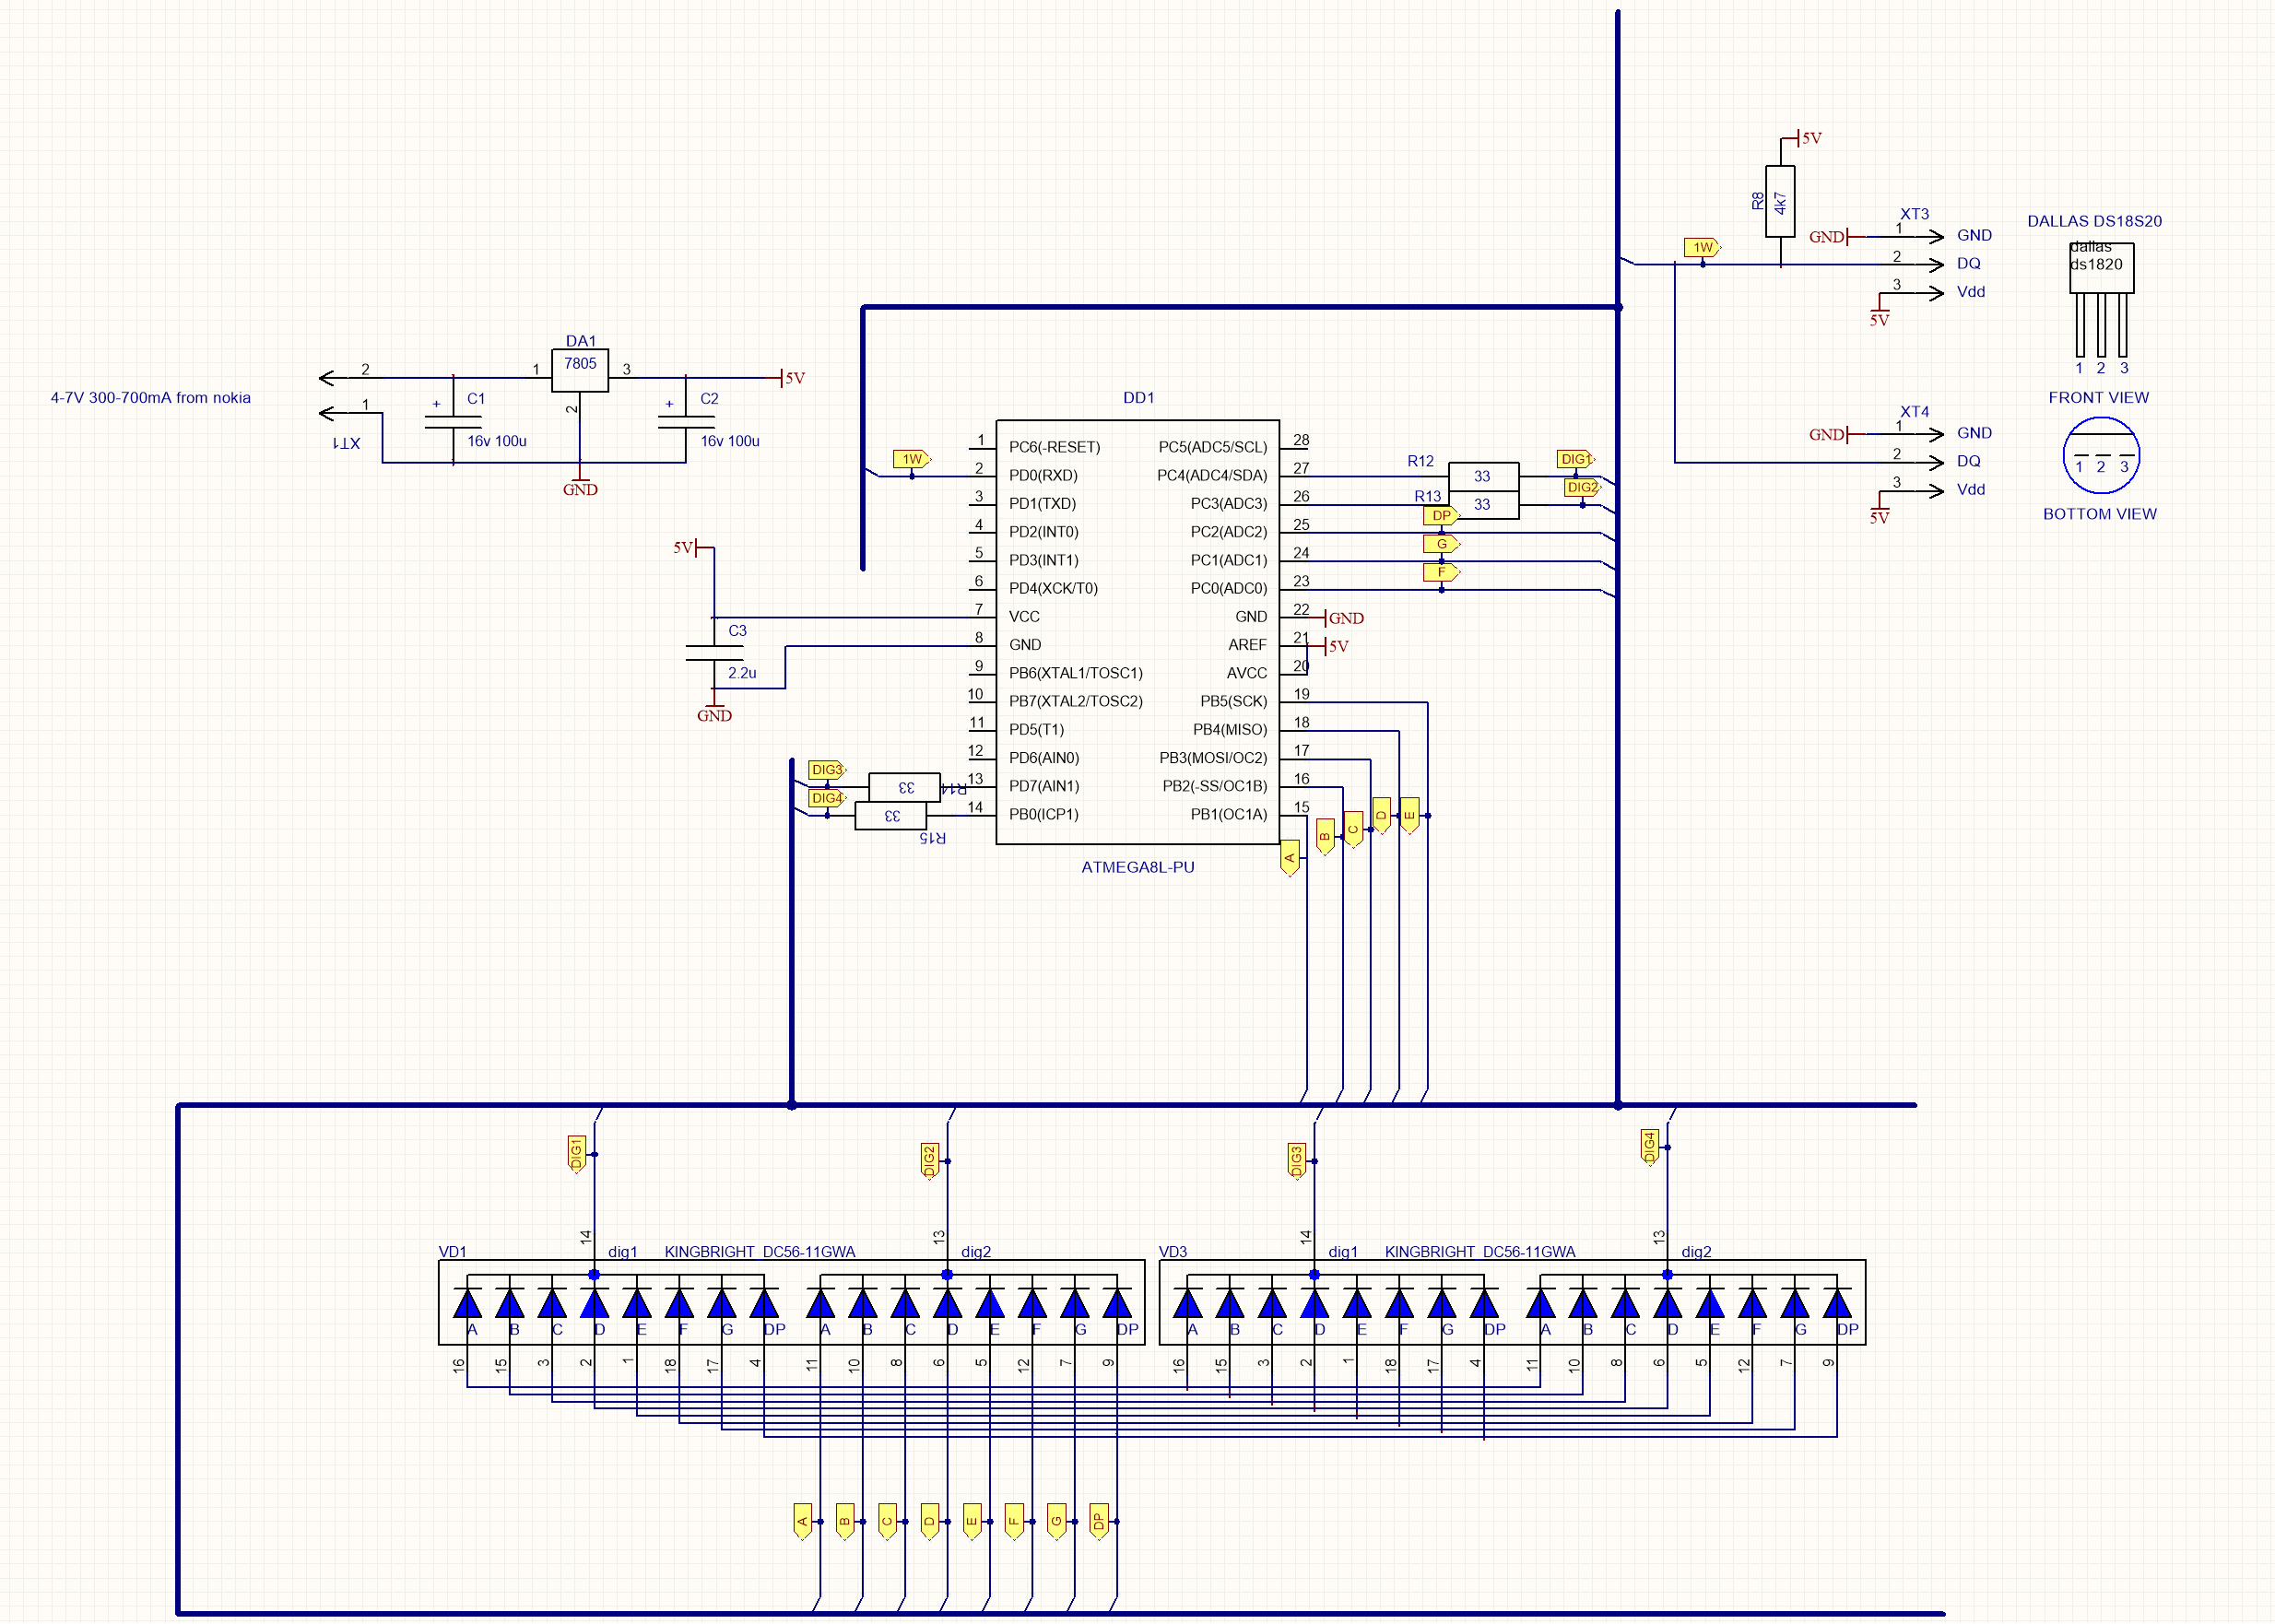 5V
R8
4k7
1W
XT3
GND
1
GND
2
DQ
3
Vdd
5V
DALLAS DS18S20
dallas
ds1820
1 2 3
FRONT VIEW
XT4
GND
1
GND
2
DQ
3
Vdd
5V
1 2 3
BOTTOM VIEW
4-7V 300-700mA from nokia
2
1
XT1
DA1
7805
1
3
2
+
C1
16v 100u
+
C2
16v 100u
5V
GND
DD1
1 PC6(-RESET) PC5(ADC5/SCL) 28
1W
2 PD0(RXD) PC4(ADC4/SDA) 27
R12
33
DIG1
3 PD1(TXD) PC3(ADC3) 26
R13
33
DIG2
4 PD2(INT0) PC2(ADC2) 25
DP
5 PD3(INT1) PC1(ADC1) 24
G
6 PD4(XCK/T0) PC0(ADC0) 23
F
7 VCC GND 22
GND
8 GND AREF 21
5V
9 PB6(XTAL1/TOSC1) AVCC 20
10 PB7(XTAL2/TOSC2) PB5(SCK) 19
11 PD5(T1) PB4(MISO) 18
12 PD6(AIN0) PB3(MOSI/OC2) 17
13 PD7(AIN1) PB2(-SS/OC1B) 16
14 PB0(ICP1) PB1(OC1A) 15
ATMEGA8L-PU
5V
C3
2.2u
GND
DIG3
33
R14
DIG4
33
R15
A
B
C
D
E
DIG1
DIG2
DIG3
DIG4
14
13
14
13
VD1 dig1 KINGBRIGHT DC56-11GWA dig2
VD3 dig1 KINGBRIGHT DC56-11GWA dig2
A B C D E F G DP A B C D E F G DP
A B C D E F G DP A B C D E F G DP
16 15 3 2 1 18 17 4 11 10 8 6 5 12 7 9
16 15 3 2 1 18 17 4 11 10 8 6 5 12 7 9
A B C D E F G DP